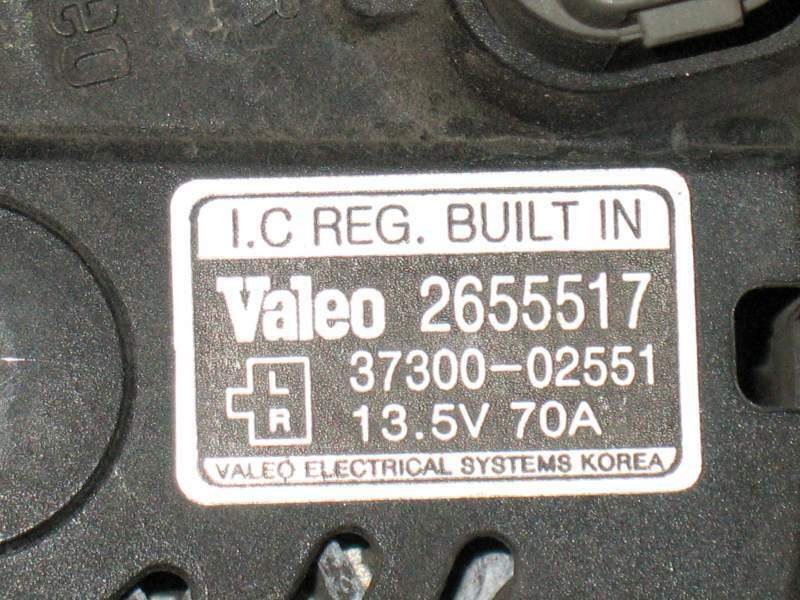 I.C REG. BUILT IN
Valeo 2655517
37300-02551
L
R
13.5V 70A
VALEO ELECTRICAL SYSTEMS KOREA